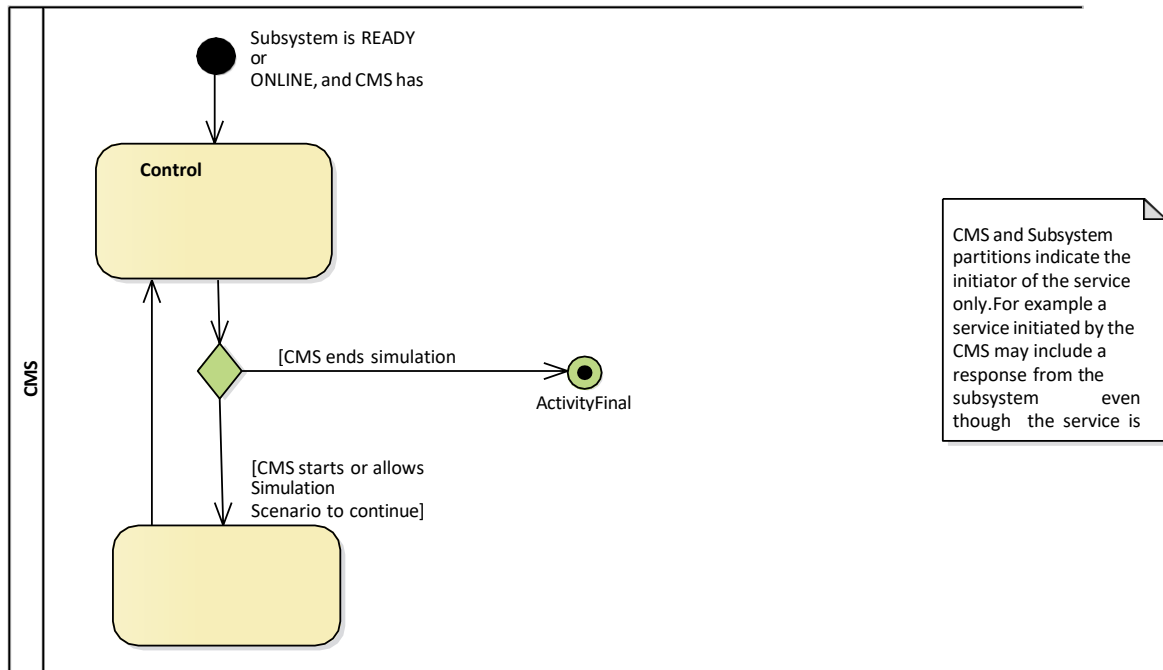 Subsystem is READY
or
ONLINE, and CMS has
Control
CMS and Subsystem
partitions indicate the
initiator of the service
only.For example a
service initiated by the
CMS may include a
response from the
subsystem even
though the service is
CMS
[CMS ends simulation
ActivityFinal
[CMS starts or allows
Simulation
Scenario to continue]